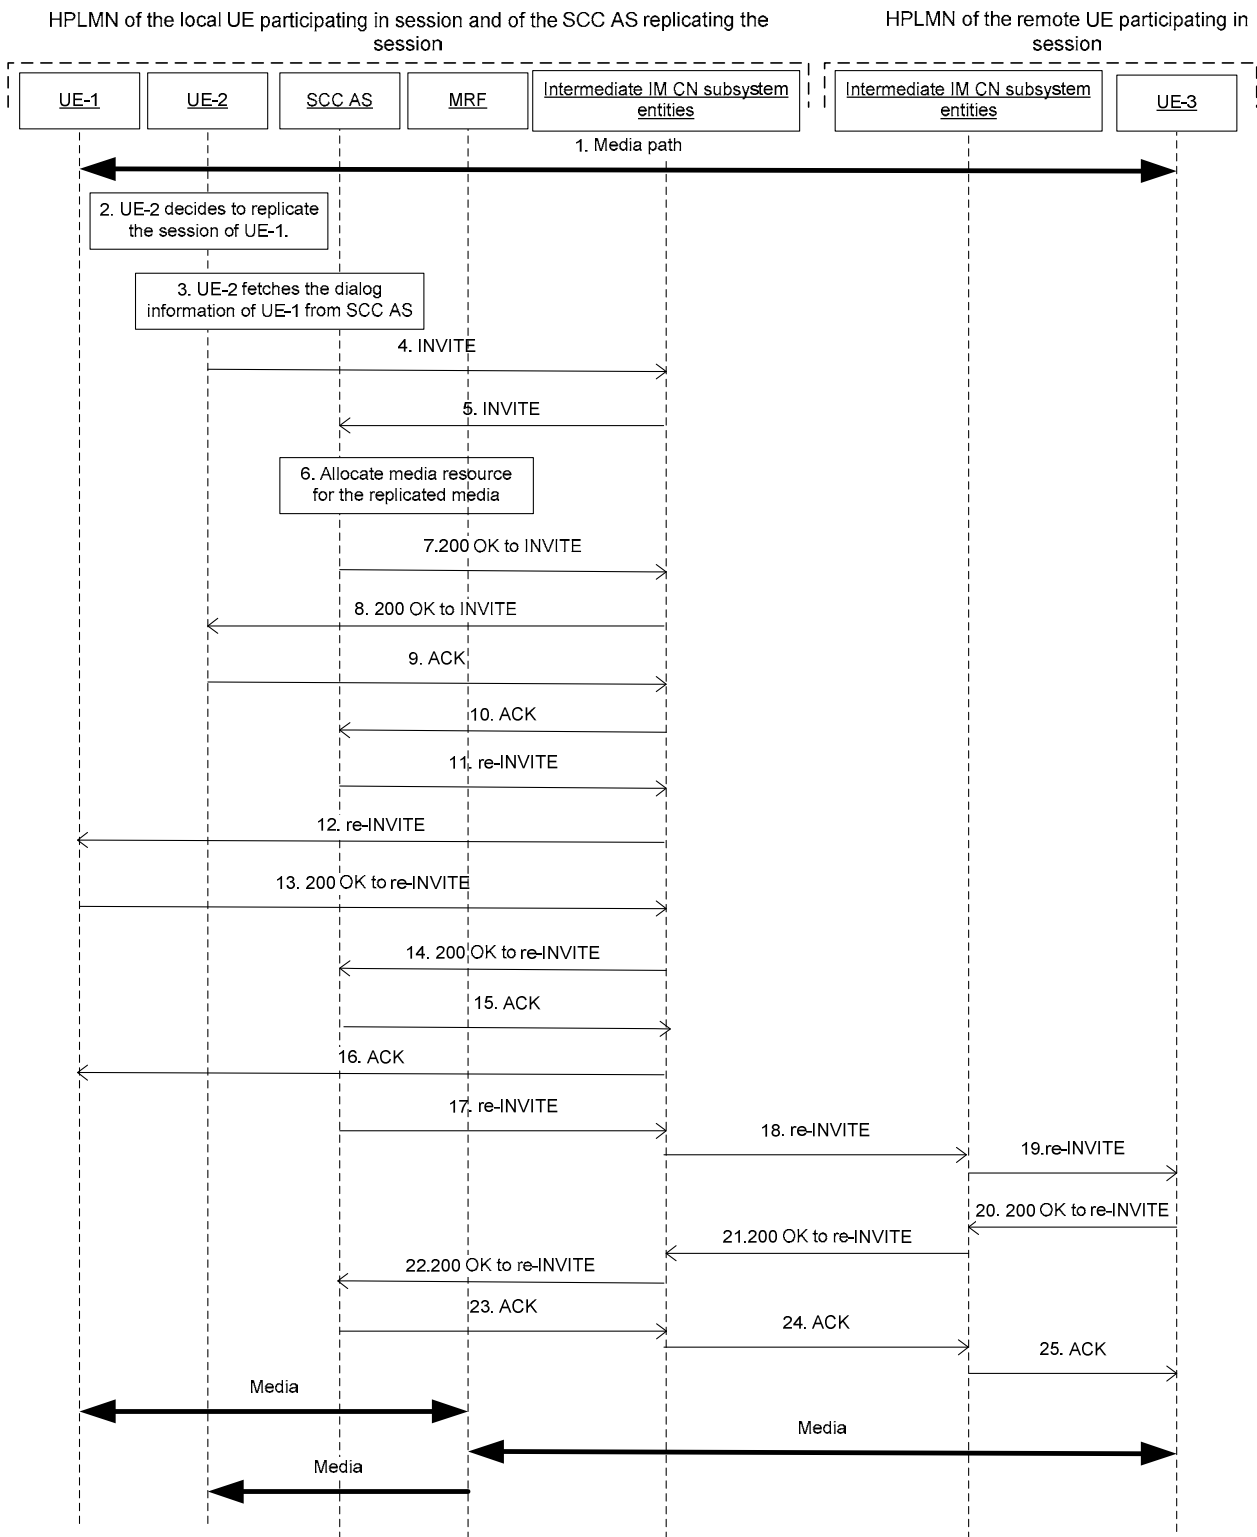 HPLMN of the local UE participating in session and of the SCC AS replicating the
session
HPLMN of the remote UE participating in
session
UE-1
UE-2
SCC AS
MRF
Intermediate IM CN subsystem
entities
Intermediate IM CN subsystem
entities
UE-3
1. Media path
2. UE-2 decides to replicate
the session of UE-1.
3. UE-2 fetches the dialog
information of UE-1 from SCC AS
4. INVITE
5. INVITE
6. Allocate media resource
for the replicated media
7.200 OK to INVITE
8. 200 OK to INVITE
9. ACK
10. ACK
11. re-INVITE
12. re-INVITE
13. 200 OK to re-INVITE
14. 200 OK to re-INVITE
15. ACK
16. ACK
17. re-INVITE
18. re-INVITE
19.re-INVITE
20. 200 OK to re-INVITE
21.200 OK to re-INVITE
22.200 OK to re-INVITE
23. ACK
24. ACK
25. ACK
Media
Media
Media